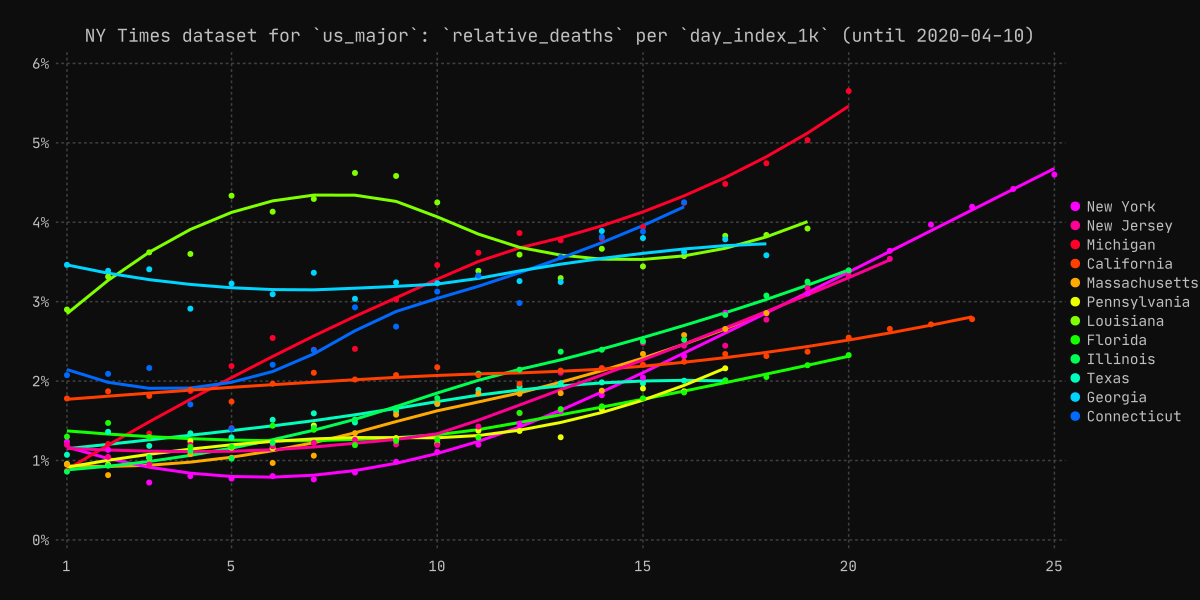 NY Times dataset for `us_major`: `relative_deaths` per `day_index_1k` (until 2020-04-10)
6%
5%
4%
3%
2%
1%
0%
1 5 10 15 20 25
New York
New Jersey
Michigan
California
Massachusetts
Pennsylvania
Louisiana
Florida
Illinois
Texas
Georgia
Connecticut